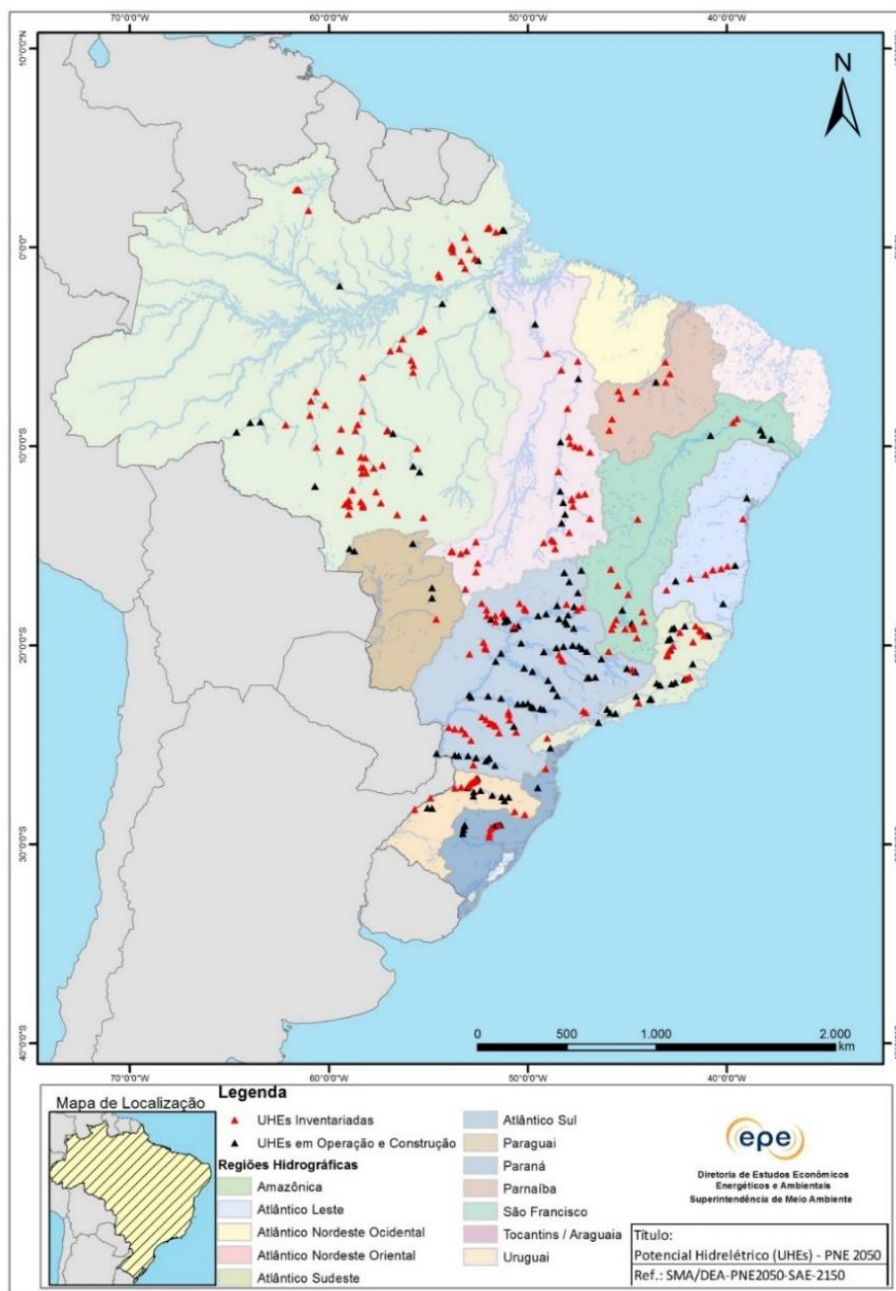 70°0'0"W 60°0'0"W 50°0'0"W 40°0'0"W
10°0'0"N
N
0°0'0"
10°0'0"S
20°0'0"S
30°0'0"S
40°0'0"S
0 500 1.000 2.000
km
70°0'0"W 60°0'0"W 50°0'0"W 40°0'0"W
Mapa de Localização
Legenda
UHEs Inventariadas
UHEs em Operação e Construção
Regiões Hidrográficas
Amazônica
Atlântico Leste
Atlântico Nordeste Ocidental
Atlântico Nordeste Oriental
Atlântico Sudeste
Atlântico Sul
Paraguai
Paraná
Parnaíba
São Francisco
Tocantins / Araguaia
Uruguai
epe
Diretoria de Estudos Econômicos
Energéticos e Ambientais
Superintendência de Meio Ambiente
Título:
Potencial Hidrelétrico (UHEs) - PNE 2050
Ref.: SMA/DEA-PNE2050-SAE-2150